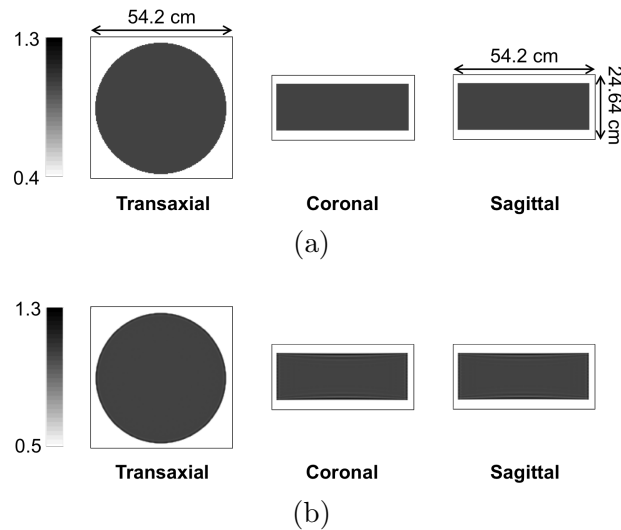 54.2 cm
1.3
0.4
54.2 cm
24.64 cm
Transaxial Coronal Sagittal
(a)
1.3
0.5
Transaxial Coronal Sagittal
(b)